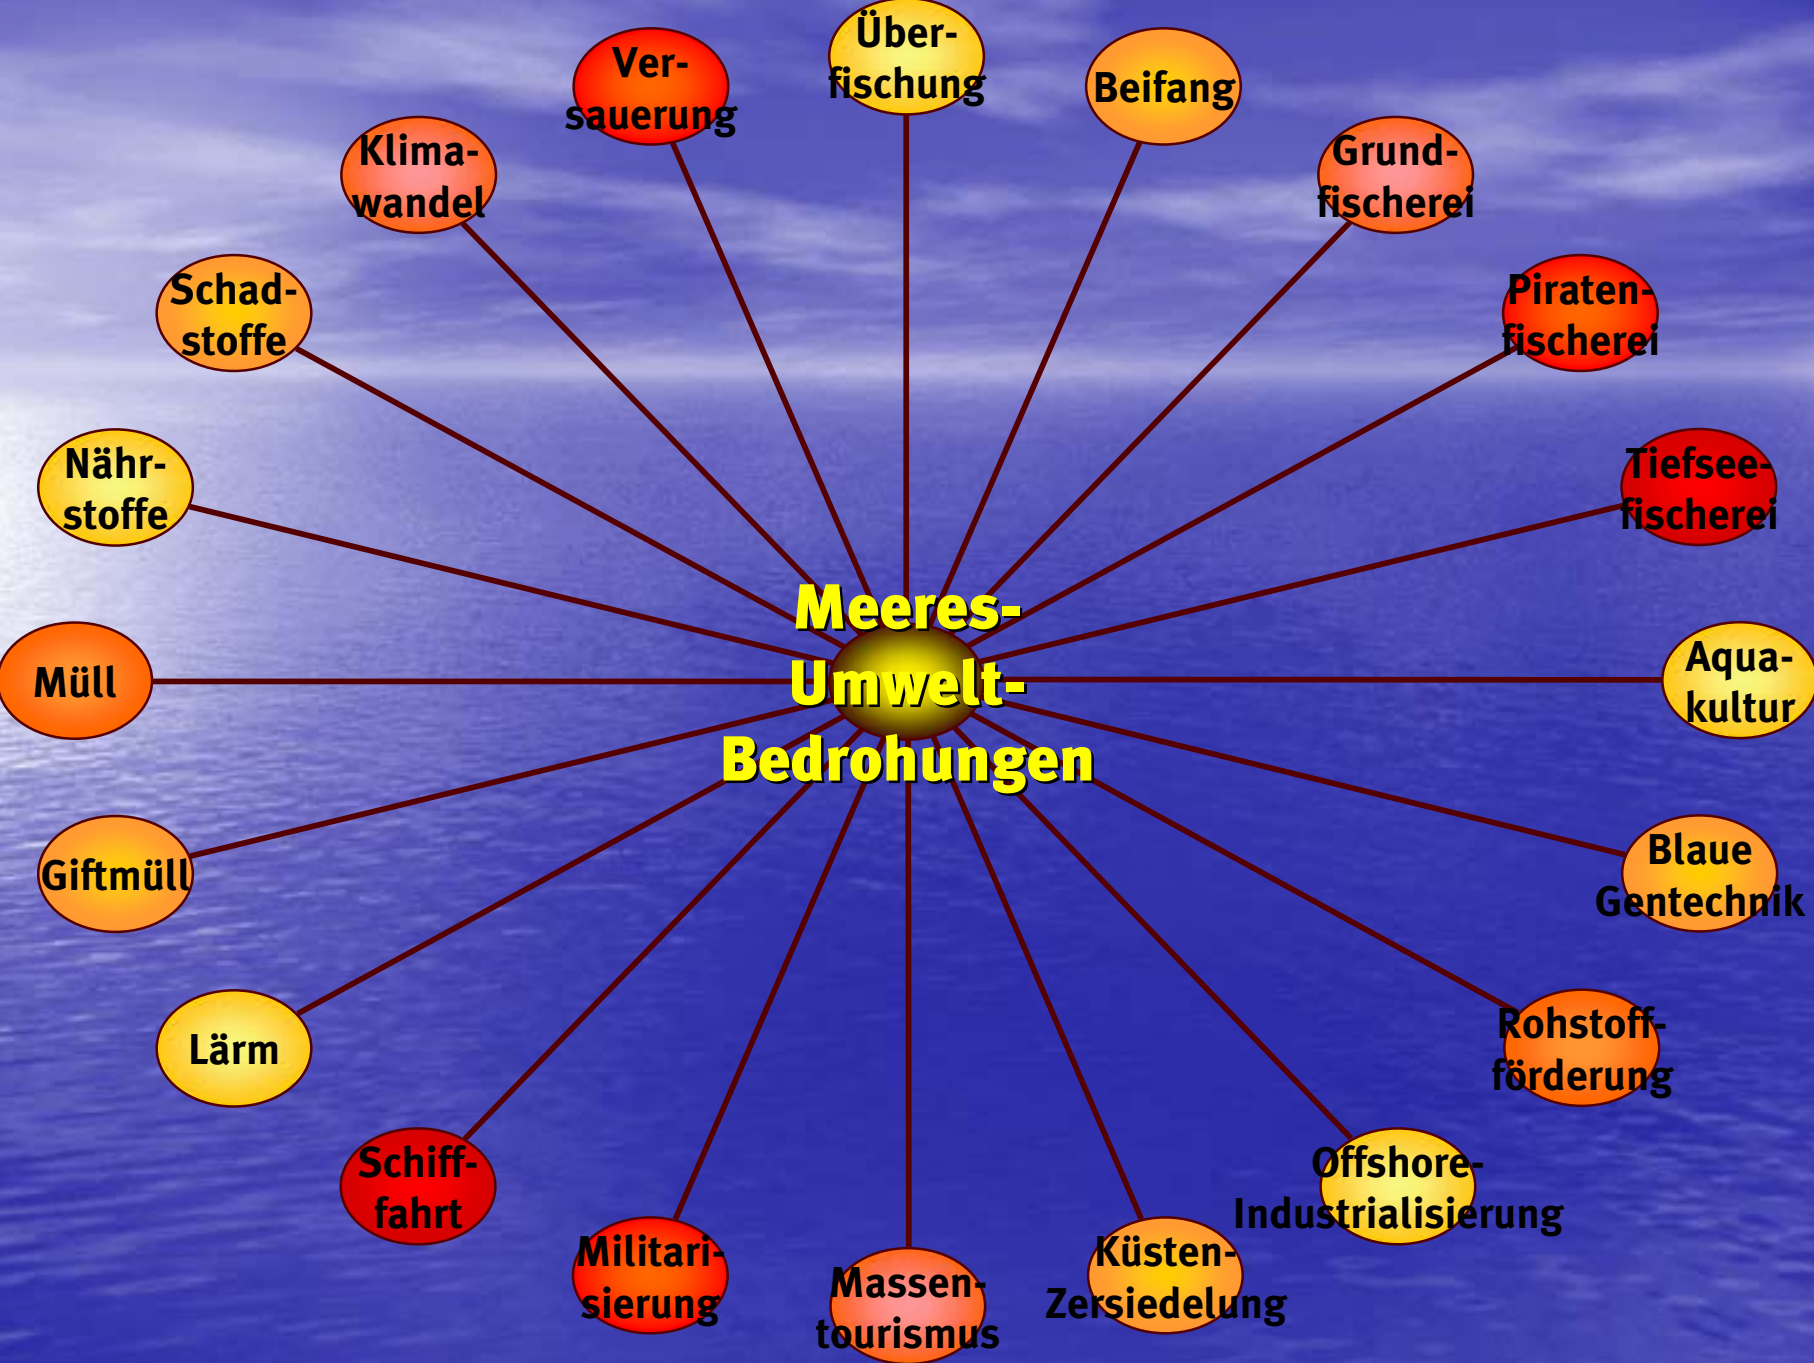 Über-
fischung
Beifang
Grund-
fischerei
Piraten-
fischerei
Tiefsee-
fischerei
Aqua-
kultur
Blaue
Gentechnik
Rohstoff-
förderung
Offshore-
Industrialisierung
Küsten-
Zersiedelung
Massen-
tourismus
Militari-
sierung
Schiff-
fahrt
Lärm
Giftmüll
Müll
Nähr-
stoffe
Schad-
stoffe
Klima-
wandel
Ver-
sauerung
Meeres-
Umwelt-
Bedrohungen